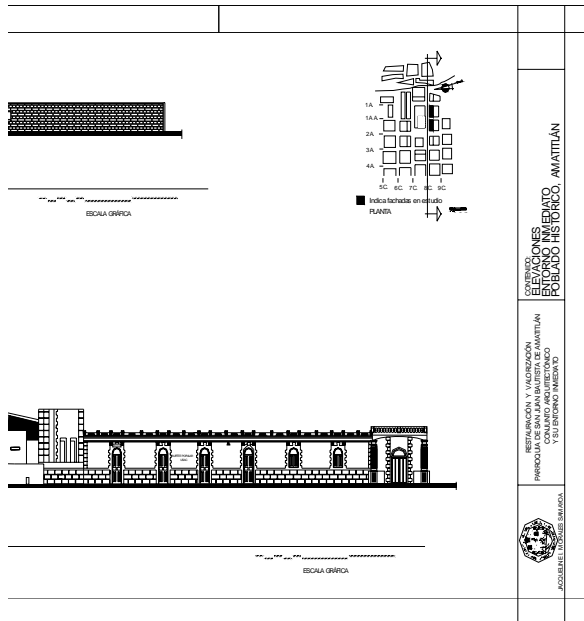 1A.
1A A.
2A.
3A.
4A.
5C. 6C. 7C. 8C. 9C.
Indica fachadas en estudio
PLANTA
ESCALA GRÁFICA
ESCALA GRÁFICA
CONTENIDO:
ELEVACIONES
ENTORNO INMEDIATO
POBLADO HISTORICO, AMATITLÁN
RESTAURACIÓN Y VALORIZACIÓN
PARROQUIA DE SAN JUAN BAUTISTA DE AMATITLÁN
CONJUNTO ARQUITECTÓNICO
Y SU ENTORNO INMEDIATO
JACQUELINE I. MORALES SAMAYOA